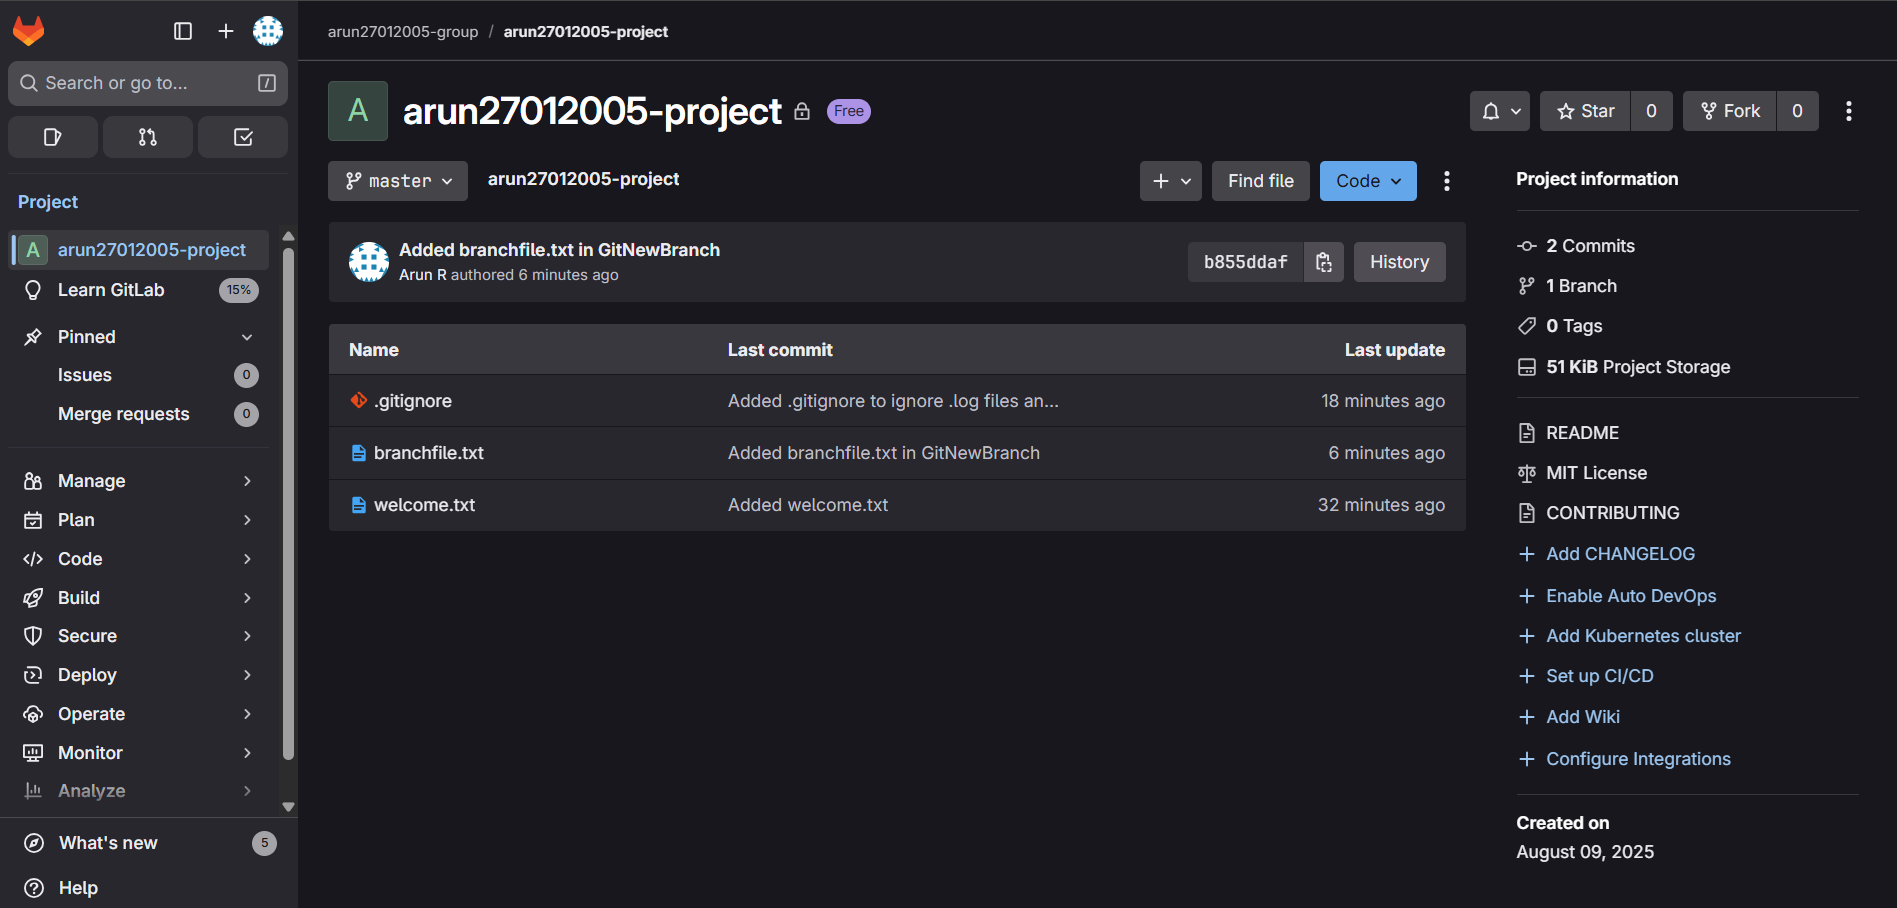 arun27012005-group / arun27012005-project
Search or go to...
/
A
arun27012005-project
Free
Star
0
Fork
0
Project
A
arun27012005-project
Learn GitLab
15%
Pinned
Issues
0
Merge requests
0
Manage
Plan
Code
Build
Secure
Deploy
Operate
Monitor
Analyze
What's new
5
Help
master
arun27012005-project
Find file
Code
Added branchfile.txt in GitNewBranch
Arun R authored 6 minutes ago
b855ddaf
History
Name Last commit Last update
.gitignore Added .gitignore to ignore .log files an... 18 minutes ago
branchfile.txt Added branchfile.txt in GitNewBranch 6 minutes ago
welcome.txt Added welcome.txt 32 minutes ago
Project information
2 Commits
1 Branch
0 Tags
51 KiB Project Storage
README
MIT License
CONTRIBUTING
Add CHANGELOG
Enable Auto DevOps
Add Kubernetes cluster
Set up CI/CD
Add Wiki
Configure Integrations
Created on
August 09, 2025